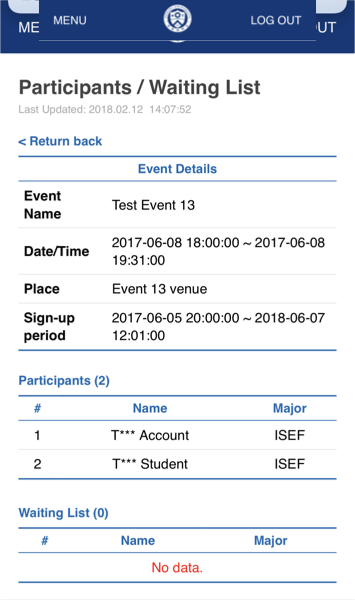 ME
MENU
LOG OUT
UT
Participants / Waiting List
Last Updated: 2018.02.12 14:07:52
< Return back
Event Details
Event Name Test Event 13
Date/Time 2017-06-08 18:00:00 ~ 2017-06-08 19:31:00
Place Event 13 venue
Sign-up period 2017-06-05 20:00:00 ~ 2018-06-07 12:01:00
Participants (2)
# Name Major
1 T*** Account ISEF
2 T*** Student ISEF
Waiting List (0)
# Name Major
No data.